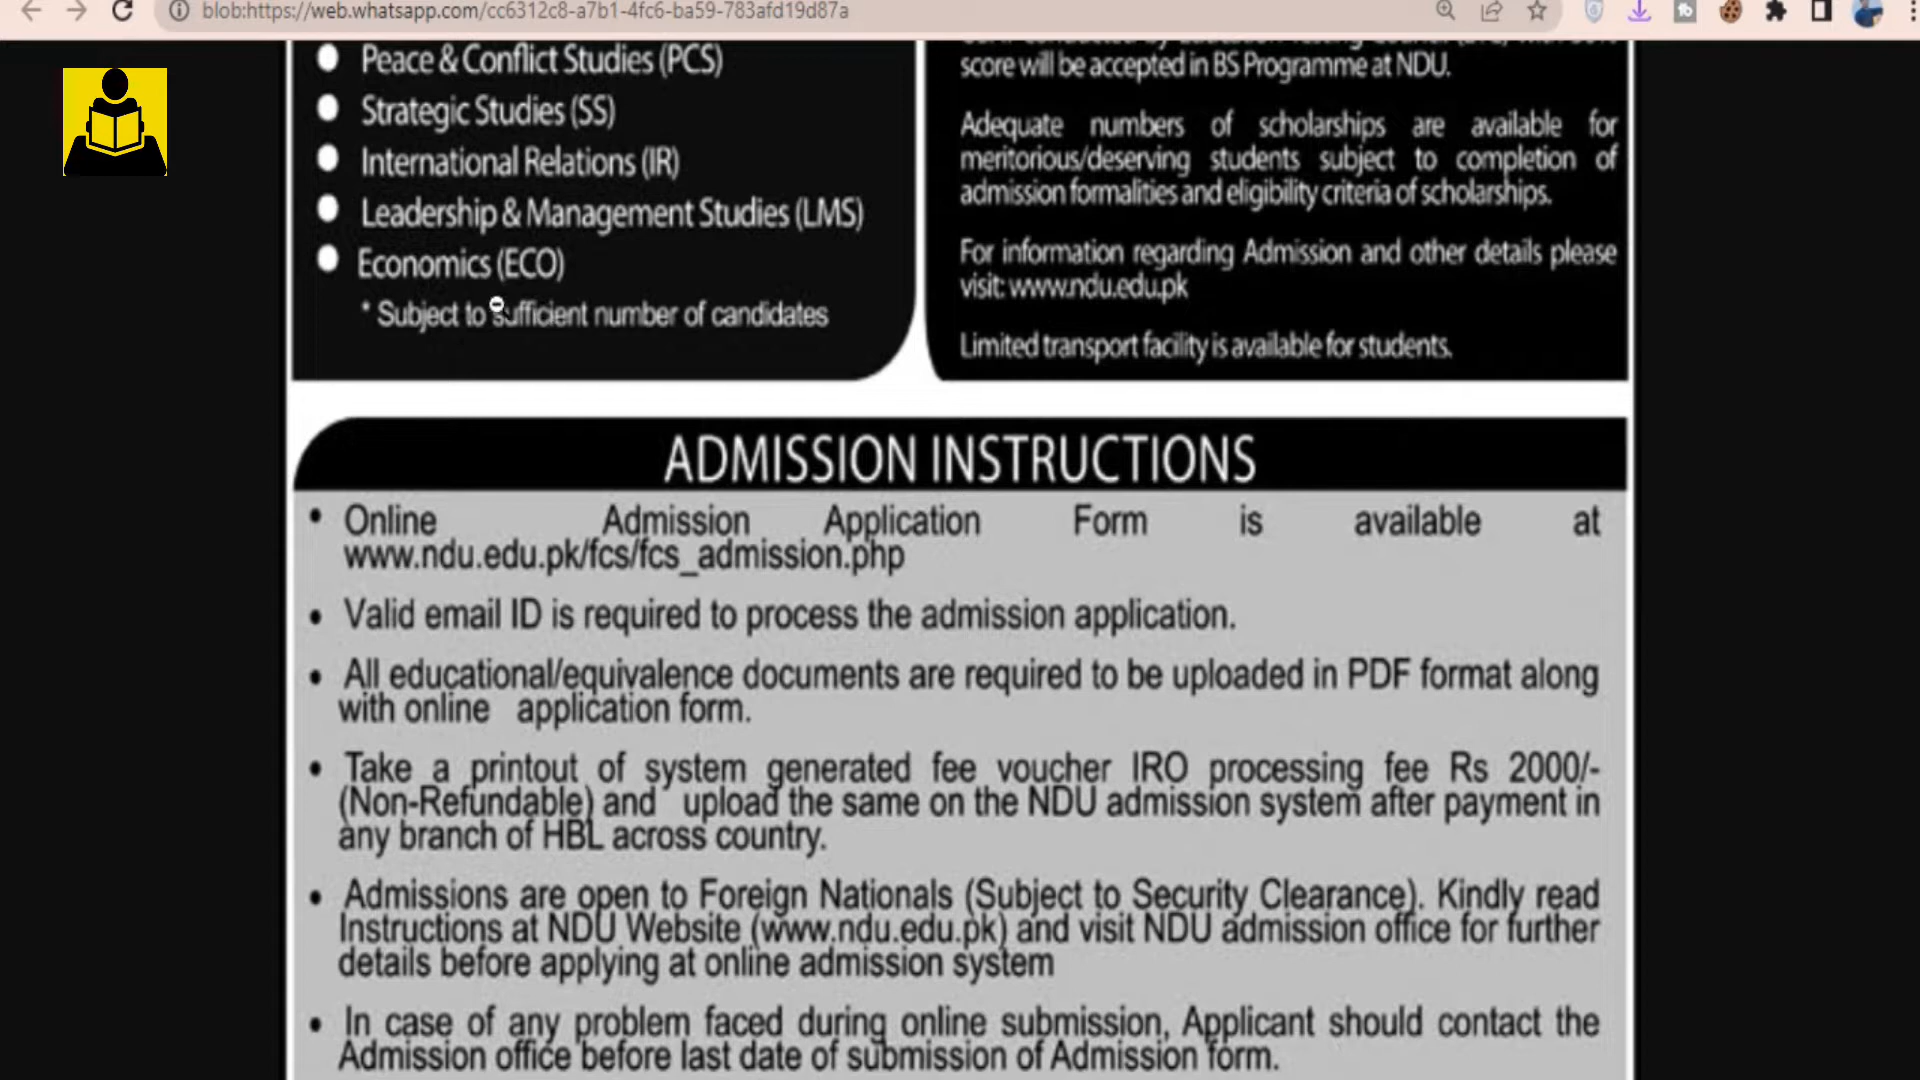 blob:https://web.whatsapp.com/cc6312c8-a7b1-4fc6-ba59-783afd19d87a
Peace & Conflict Studies (PCS)
Strategic Studies (SS)
International Relations (IR)
Leadership & Management Studies (LMS)
Economics (ECO)
* Subject to sufficient number of candidates
score will be accepted in BS Programme at NDU.
Adequate numbers of scholarships are available for
meritorious/deserving students subject to completion of
admission formalities and eligibility criteria of scholarships.
For information regarding Admission and other details please
visit: www.ndu.edu.pk
Limited transport facility is available for students.
ADMISSION INSTRUCTIONS
• Online Admission Application Form is available at
www.ndu.edu.pk/fcs/fcs_admission.php
• Valid email ID is required to process the admission application.
• All educational/equivalence documents are required to be uploaded in PDF format along
with online application form.
• Take a printout of system generated fee voucher IRO processing fee Rs 2000/-
(Non-Refundable) and upload the same on the NDU admission system after payment in
any branch of HBL across country.
• Admissions are open to Foreign Nationals (Subject to Security Clearance). Kindly read
Instructions at NDU Website (www.ndu.edu.pk) and visit NDU admission office for further
details before applying at online admission system
• In case of any problem faced during online submission, Applicant should contact the
Admission office before last date of submission of Admission form.